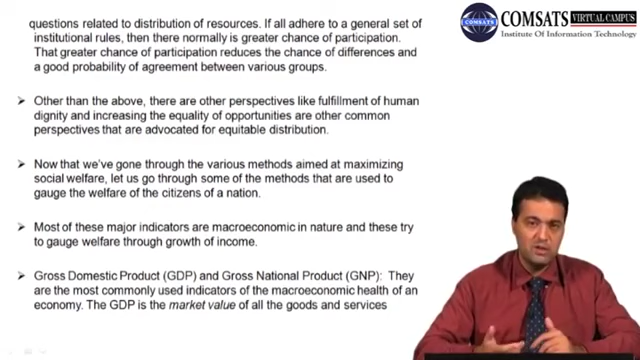 COMSATS VIRTUAL CAMPUS
Institute Of Information Technology
questions related to distribution of resources. If all adhere to a general set of
institutional rules, then there normally is greater chance of participation.
That greater chance of participation reduces the chance of differences and
a good probability of agreement between various groups.
➢ Other than the above, there are other perspectives like fulfillment of human
dignity and increasing the equality of opportunities are other common
perspectives that are advocated for equitable distribution.
➢ Now that we've gone through the various methods aimed at maximizing
social welfare, let us go through some of the methods that are used to
gauge the welfare of the citizens of a nation.
➢ Most of these major indicators are macroeconomic in nature and these try
to gauge welfare through growth of income.
➢ Gross Domestic Product (GDP) and Gross National Product (GNP): They
are the most commonly used indicators of the macroeconomic health of an
economy. The GDP is the market value of all the goods and services